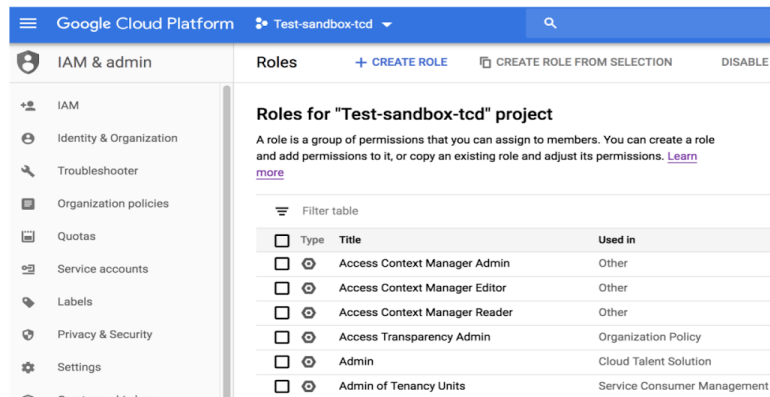 Google Cloud Platform
Test-sandbox-tcd
IAM & admin
Roles
+ CREATE ROLE
CREATE ROLE FROM SELECTION
DISABLE
IAM
Identity & Organization
Troubleshooter
Organization policies
Quotas
Service accounts
Labels
Privacy & Security
Settings
Roles for "Test-sandbox-tcd" project
A role is a group of permissions that you can assign to members. You can create a role
and add permissions to it, or copy an existing role and adjust its permissions. Learn
more
Filter table
Type Title Used in
Access Context Manager Admin Other
Access Context Manager Editor Other
Access Context Manager Reader Other
Access Transparency Admin Organization Policy
Admin Cloud Talent Solution
Admin of Tenancy Units Service Consumer Management